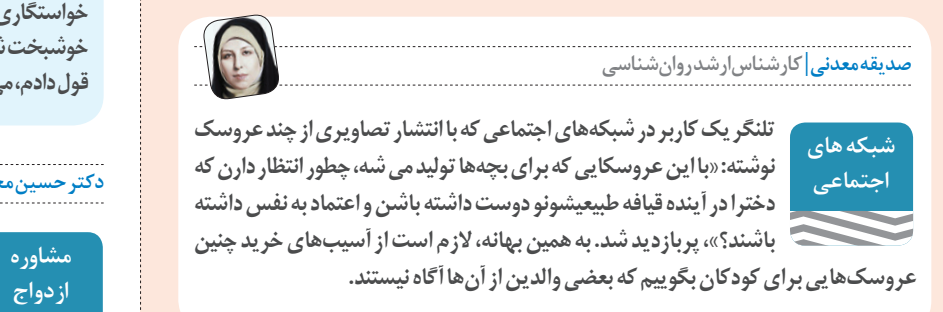 صدیقه معدنی | کارشناس ارشد روان‌شناسی
شبکه های
اجتماعی
تلنگر یک کاربر در شبکه‌های اجتماعی که با انتشار تصاویری از چند عروسک
نوشته: «با این عروسکایی که برای بچه‌ها تولید می شه، چطور انتظار دارن که
دخترا در آینده قیافه طبیعیشونو دوست داشته باشن و اعتماد به نفس داشته
باشند؟»، پربازدید شد. به همین بهانه، لازم است از آسیب‌های خرید چنین
عروسک‌هایی برای کودکان بگوییم که بعضی والدین از آن‌ها آگاه نیستند.
خواستگاری
خوشبخت
قول دادم،
دکتر حسین
مشاوره
ازدواج